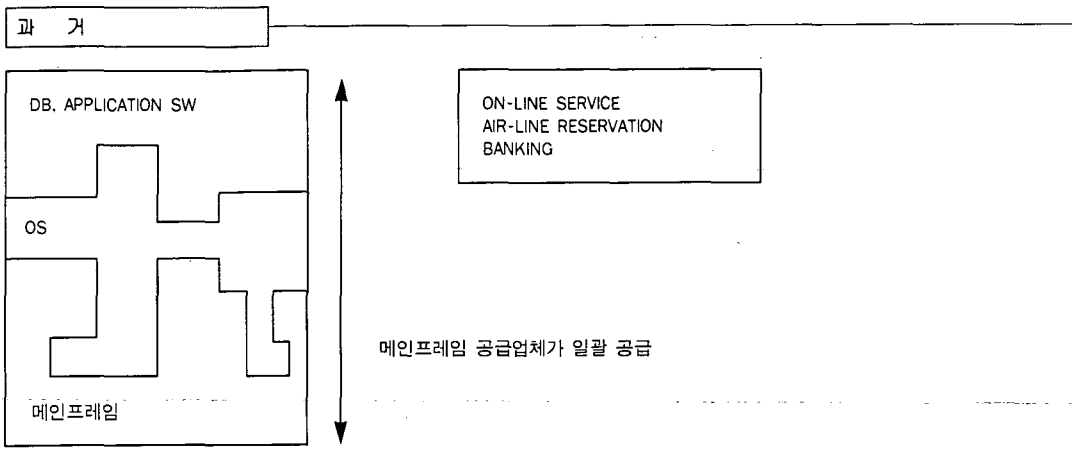 과 거
DB, APPLICATION SW
ON-LINE SERVICE
AIR-LINE RESERVATION
BANKING
OS
메인프레임 공급업체가 일괄 공급
메인프레임